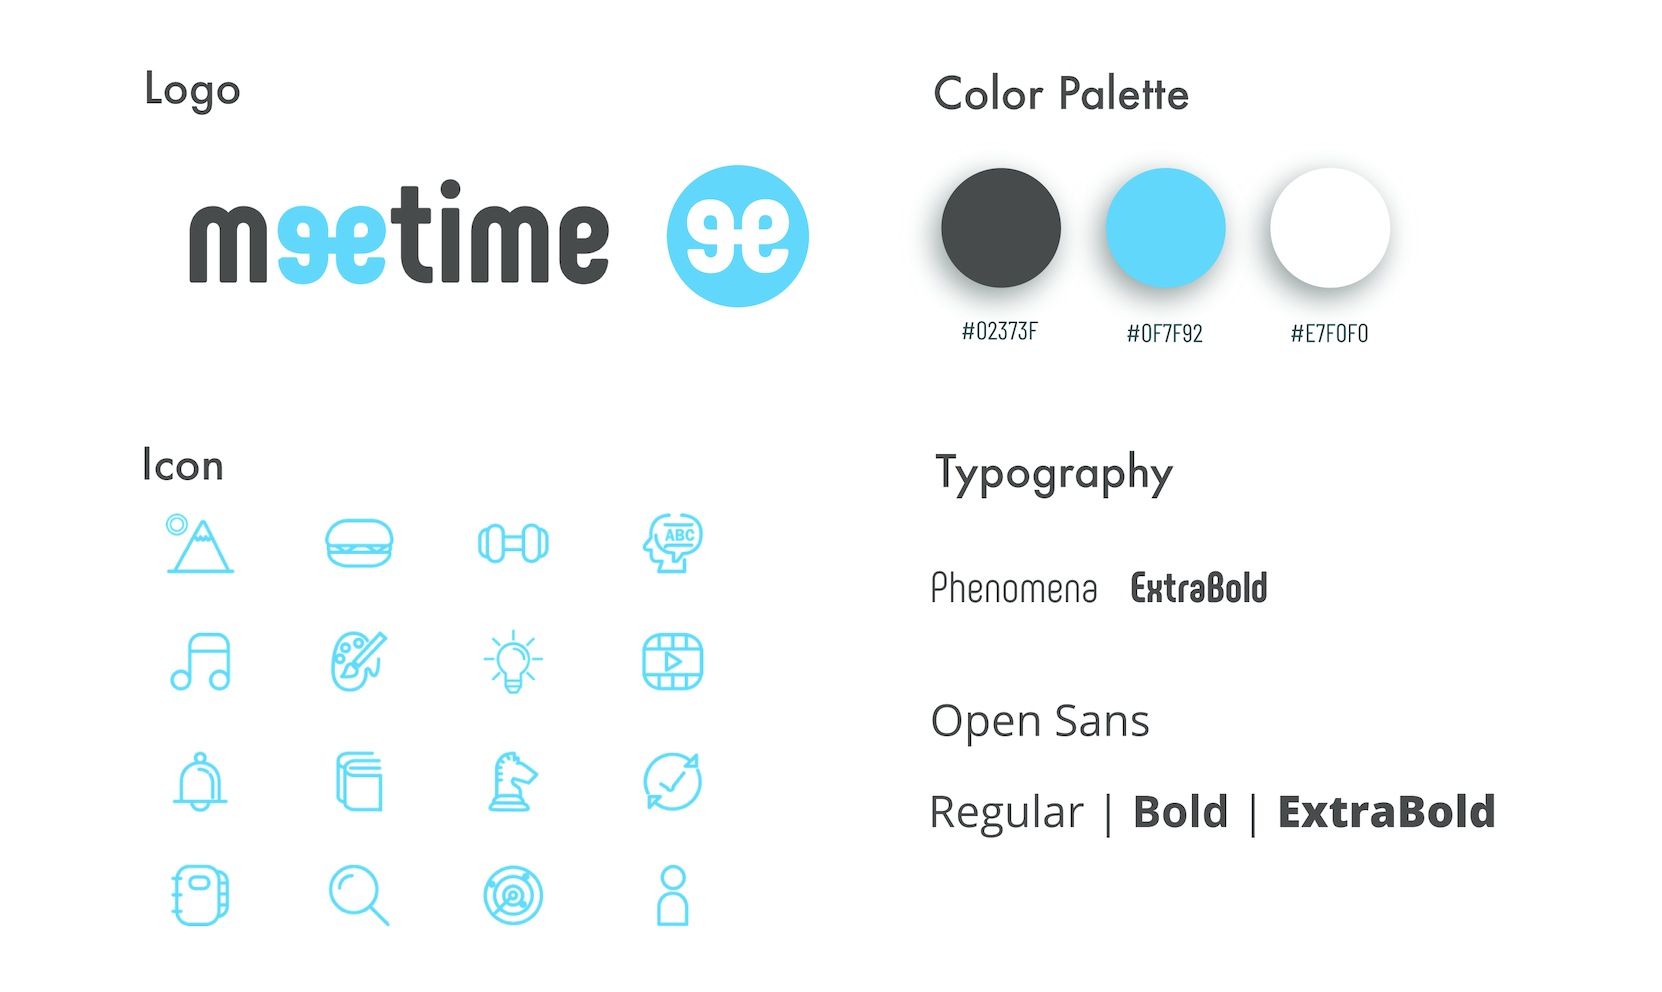 Logo
meetime
ee
Color Palette
#02373F
#0F7F92
#E7F0F0
Icon
ABC
Typography
Phenomena ExtraBold
Open Sans
Regular | Bold | ExtraBold